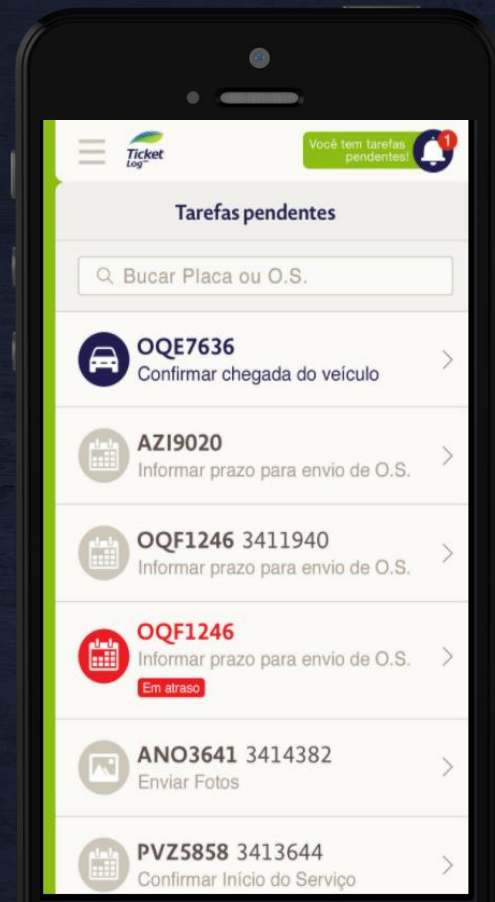 Ticket
Log
Você tem tarefas
pendentes!
1
Tarefas pendentes
Bucar Placa ou O.S.
OQE7636
Confirmar chegada do veículo
AZI9020
Informar prazo para envio de O.S.
OQF1246 3411940
Informar prazo para envio de O.S.
OQF1246
Informar prazo para envio de O.S.
Em atraso
ANO3641 3414382
Enviar Fotos
PVZ5858 3413644
Confirmar Início do Serviço